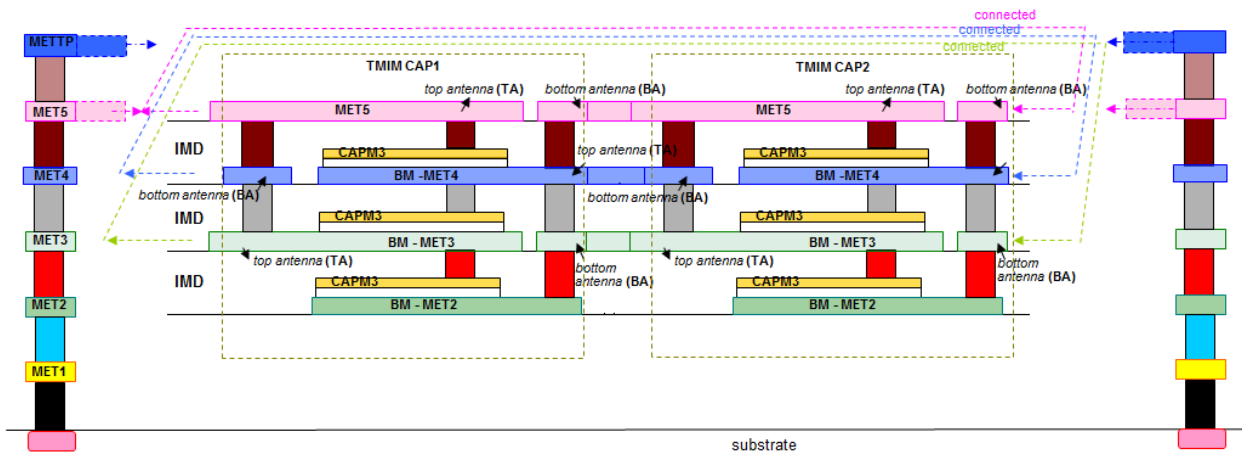 connected
connected
connected
METTP
TMIM CAP1
TMIM CAP2
top antenna (TA)
bottom antenna (BA)
top antenna (TA)
bottom antenna (BA)
MET5
MET5
MET5
IMD
CAPM3
top antenna (TA)
CAPM3
MET4
BM -MET4
BM -MET4
bottom antenna (BA)
bottom antenna (BA)
IMD
CAPM3
CAPM3
MET3
BM - MET3
BM - MET3
top antenna (TA)
bottom
antenna (BA)
top antenna (TA)
bottom
antenna (BA)
IMD
CAPM3
CAPM3
MET2
BM - MET2
BM - MET2
MET1
substrate